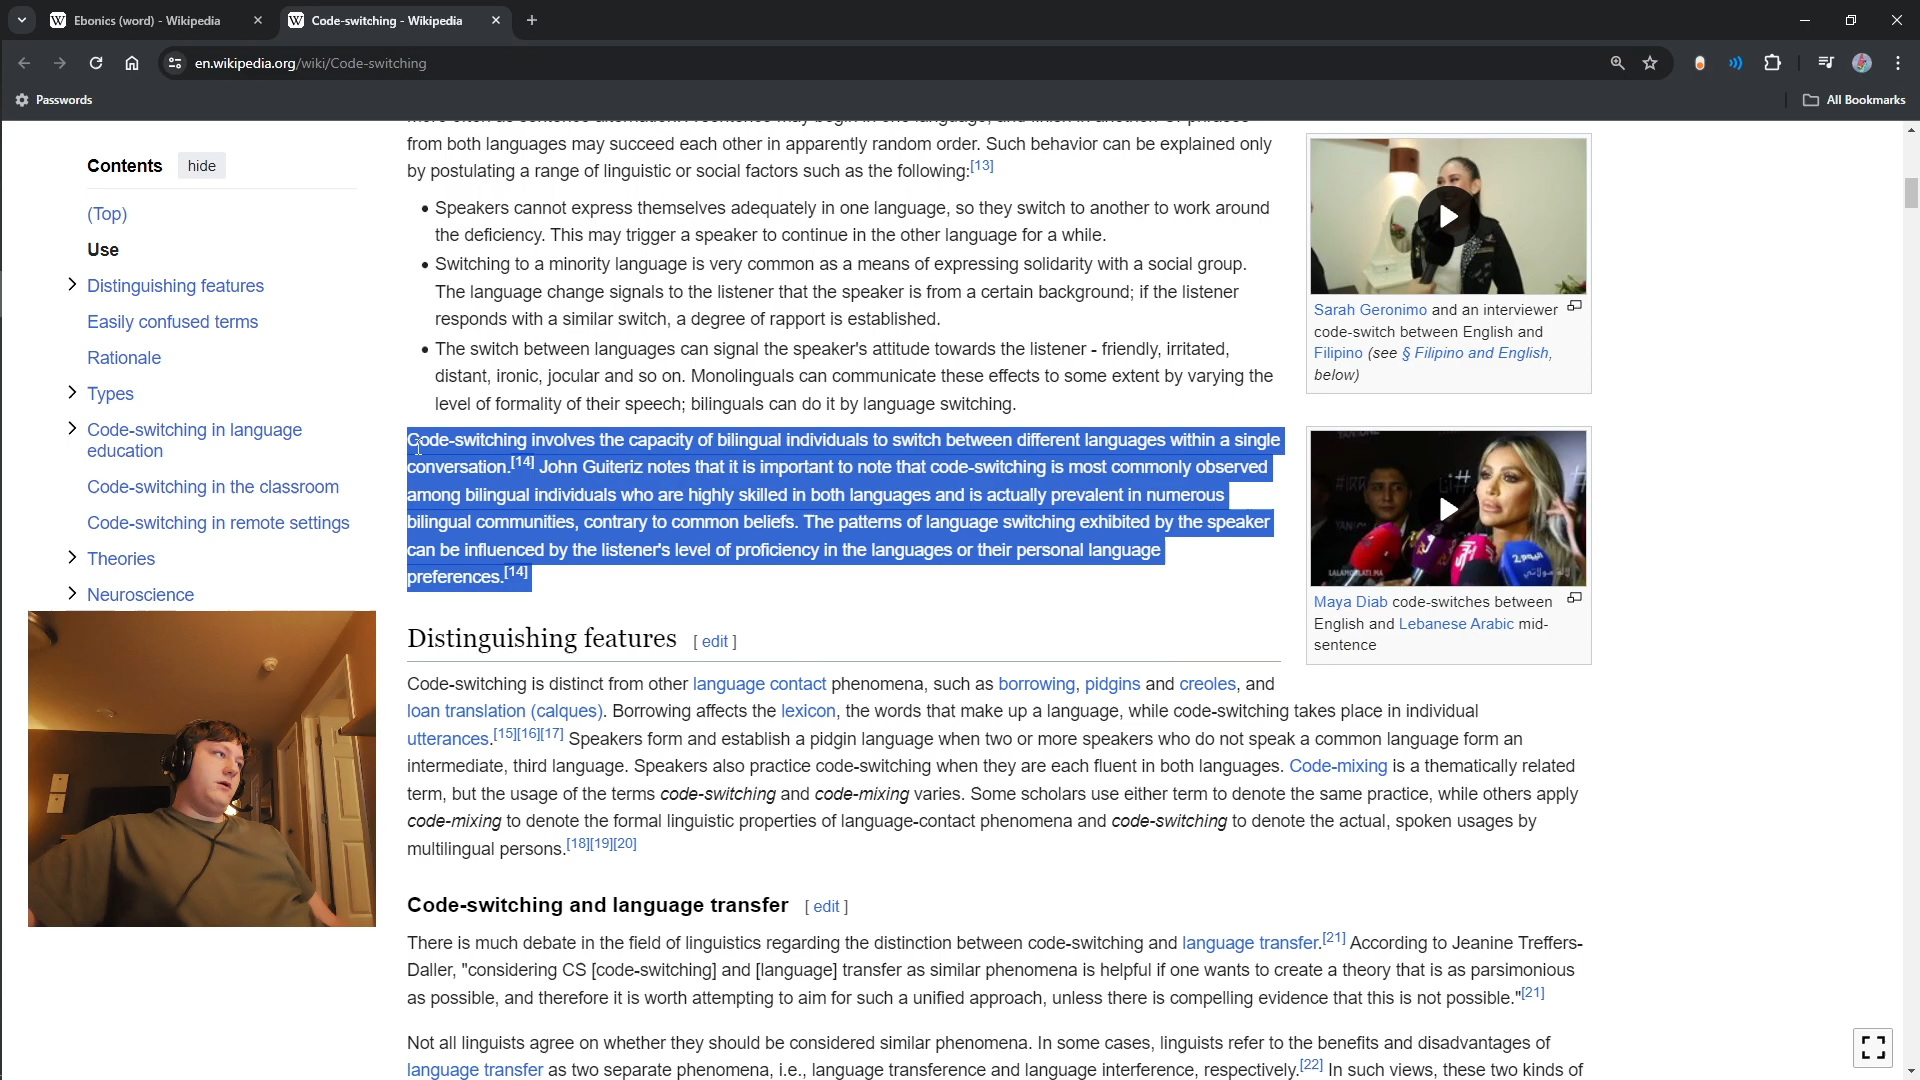 Ebonics (word) - Wikipedia
Code-switching - Wikipedia
en.wikipedia.org/wiki/Code-switching
Passwords
All Bookmarks
Contents
hide
(Top)
Use
Distinguishing features
Easily confused terms
Rationale
Types
Code-switching in language
education
Code-switching in the classroom
Code-switching in remote settings
Theories
Neuroscience
from both languages may succeed each other in apparently random order. Such behavior can be explained only
by postulating a range of linguistic or social factors such as the following:[13]
• Speakers cannot express themselves adequately in one language, so they switch to another to work around
the deficiency. This may trigger a speaker to continue in the other language for a while.
• Switching to a minority language is very common as a means of expressing solidarity with a social group.
The language change signals to the listener that the speaker is from a certain background; if the listener
responds with a similar switch, a degree of rapport is established.
• The switch between languages can signal the speaker's attitude towards the listener - friendly, irritated,
distant, ironic, jocular and so on. Monolinguals can communicate these effects to some extent by varying the
level of formality of their speech; bilinguals can do it by language switching.
Code-switching involves the capacity of bilingual individuals to switch between different languages within a single
conversation.[14] John Guiteriz notes that it is important to note that code-switching is most commonly observed
among bilingual individuals who are highly skilled in both languages and is actually prevalent in numerous
bilingual communities, contrary to common beliefs. The patterns of language switching exhibited by the speaker
can be influenced by the listener's level of proficiency in the languages or their personal language
preferences.[14]
Sarah Geronimo and an interviewer
code-switch between English and
Filipino (see § Filipino and English,
below)
Maya Diab code-switches between
English and Lebanese Arabic mid-
sentence
Distinguishing features [ edit ]
Code-switching is distinct from other language contact phenomena, such as borrowing, pidgins and creoles, and
loan translation (calques). Borrowing affects the lexicon, the words that make up a language, while code-switching takes place in individual
utterances.[15][16][17] Speakers form and establish a pidgin language when two or more speakers who do not speak a common language form an
intermediate, third language. Speakers also practice code-switching when they are each fluent in both languages. Code-mixing is a thematically related
term, but the usage of the terms code-switching and code-mixing varies. Some scholars use either term to denote the same practice, while others apply
code-mixing to denote the formal linguistic properties of language-contact phenomena and code-switching to denote the actual, spoken usages by
multilingual persons.[18][19][20]
Code-switching and language transfer [ edit ]
There is much debate in the field of linguistics regarding the distinction between code-switching and language transfer.[21] According to Jeanine Treffers-
Daller, "considering CS [code-switching] and [language] transfer as similar phenomena is helpful if one wants to create a theory that is as parsimonious
as possible, and therefore it is worth attempting to aim for such a unified approach, unless there is compelling evidence that this is not possible."[21]
Not all linguists agree on whether they should be considered similar phenomena. In some cases, linguists refer to the benefits and disadvantages of
language transfer as two separate phenomena, i.e., language transference and language interference, respectively.[22] In such views, these two kinds of